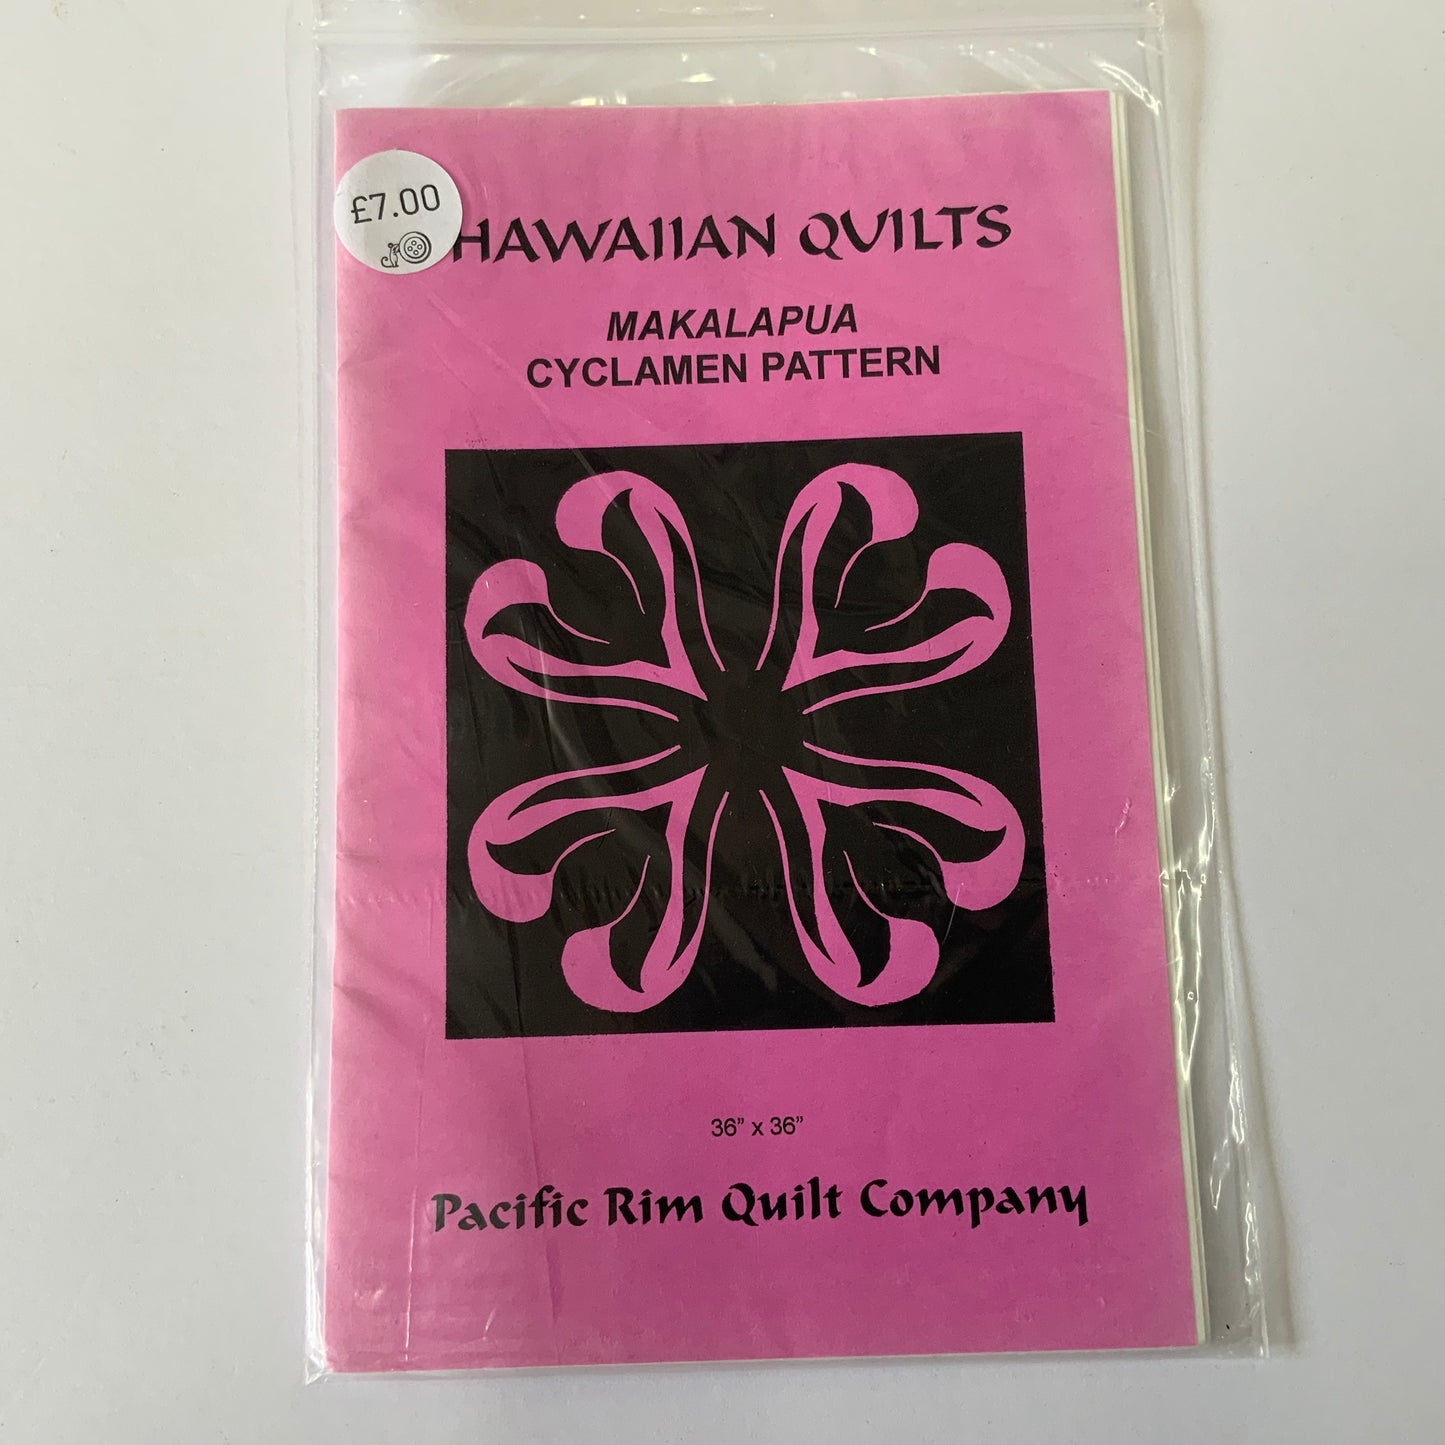 £7.00
HAWAIIAN QUILTS
MAKALAPUA
CYCLAMEN PATTERN
36” x 36”
Pacific Rim Quilt Company